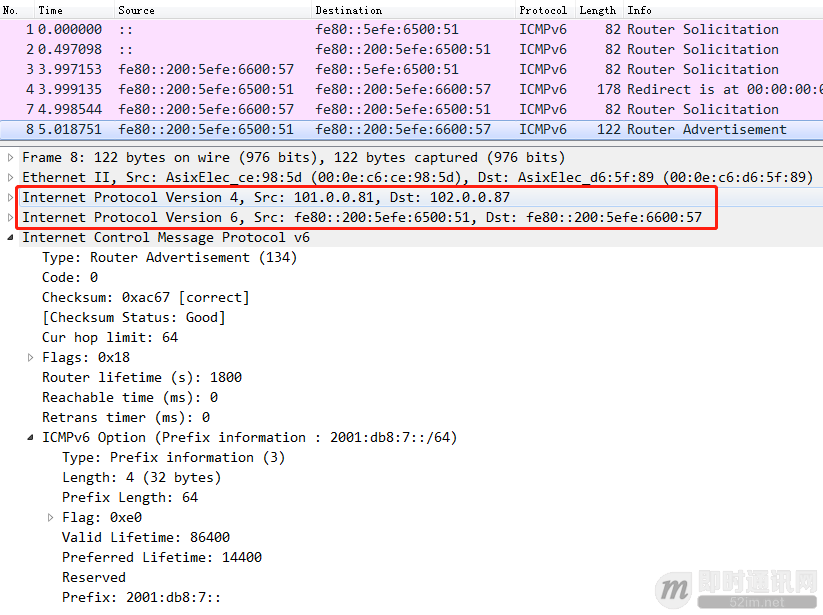 No. Time Source Destination Protocol Length Info
1 0.000000 :: fe80::5efe:6500:51 ICMPv6 82 Router Solicitation
2 0.497098 :: fe80::200:5efe:6500:51 ICMPv6 82 Router Solicitation
3 3.997153 fe80::200:5efe:6600:57 fe80::5efe:6500:51 ICMPv6 82 Router Solicitation
4 3.999135 fe80::200:5efe:6500:51 fe80::200:5efe:6600:57 ICMPv6 178 Redirect is at 00:00:00:0
7 4.998544 fe80::200:5efe:6600:57 fe80::200:5efe:6500:51 ICMPv6 82 Router Solicitation
8 5.018751 fe80::200:5efe:6500:51 fe80::200:5efe:6600:57 ICMPv6 122 Router Advertisement
Frame 8: 122 bytes on wire (976 bits), 122 bytes captured (976 bits)
Ethernet II, Src: AsixElec_ce:98:5d (00:0e:c6:ce:98:5d), Dst: AsixElec_d6:5f:89 (00:0e:c6:d6:5f:89)
Internet Protocol Version 4, Src: 101.0.0.81, Dst: 102.0.0.87
Internet Protocol Version 6, Src: fe80::200:5efe:6500:51, Dst: fe80::200:5efe:6600:57
Internet Control Message Protocol v6
Type: Router Advertisement (134)
Code: 0
Checksum: 0xac67 [correct]
[Checksum Status: Good]
Cur hop limit: 64
Flags: 0x18
Router lifetime (s): 1800
Reachable time (ms): 0
Retrans timer (ms): 0
ICMPv6 Option (Prefix information : 2001:db8:7::/64)
Type: Prefix information (3)
Length: 4 (32 bytes)
Prefix Length: 64
Flag: 0xe0
Valid Lifetime: 86400
Preferred Lifetime: 14400
Reserved
Prefix: 2001:db8:7::
m 即时通讯网
52im.net